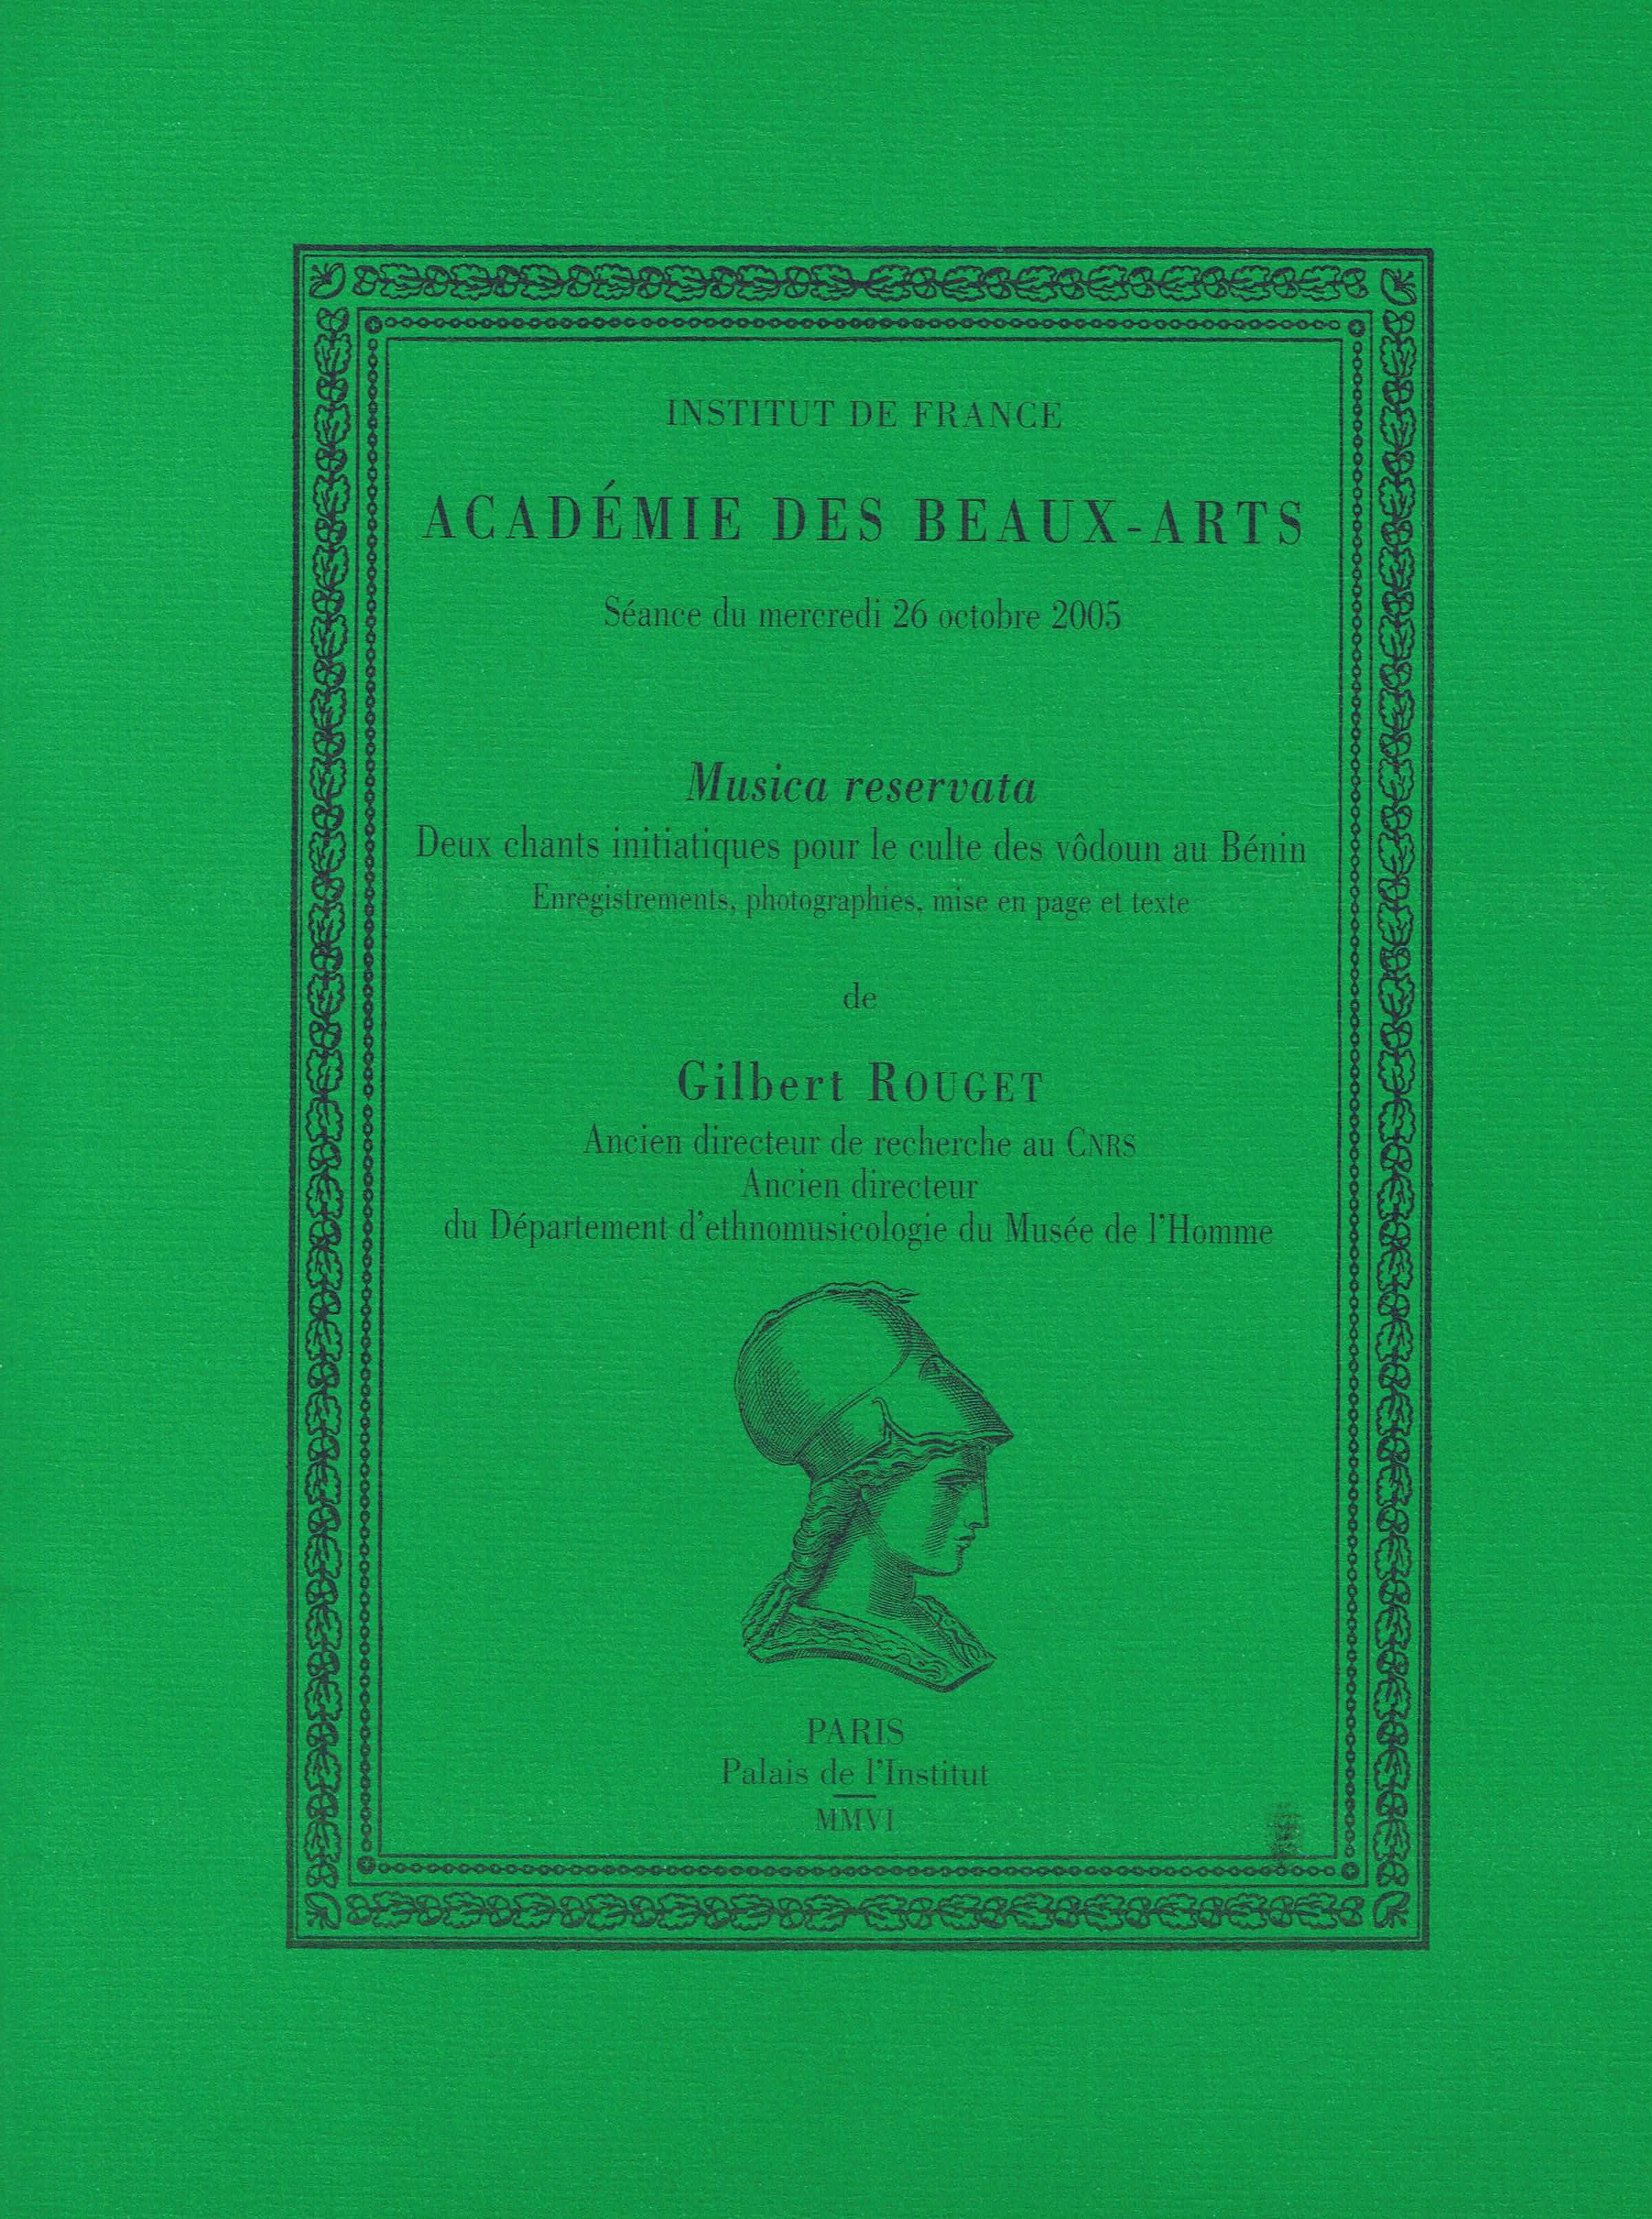 INSTITUT DE FRANCE
ACADÉMIE DES BEAUX-ARTS
Séance du mercredi 26 octobre 2005
Musica reservata
Deux chants initiatiques pour le culte des vôdoun au Bénin
Enregistrements, photographies, mise en page et texte
de
Gilbert ROUGET
Ancien directeur de recherche au CNRS
Ancien directeur
du Département d'ethnomusicologie du Musée de l'Homme
PARIS
Palais de l'Institut
MMVI